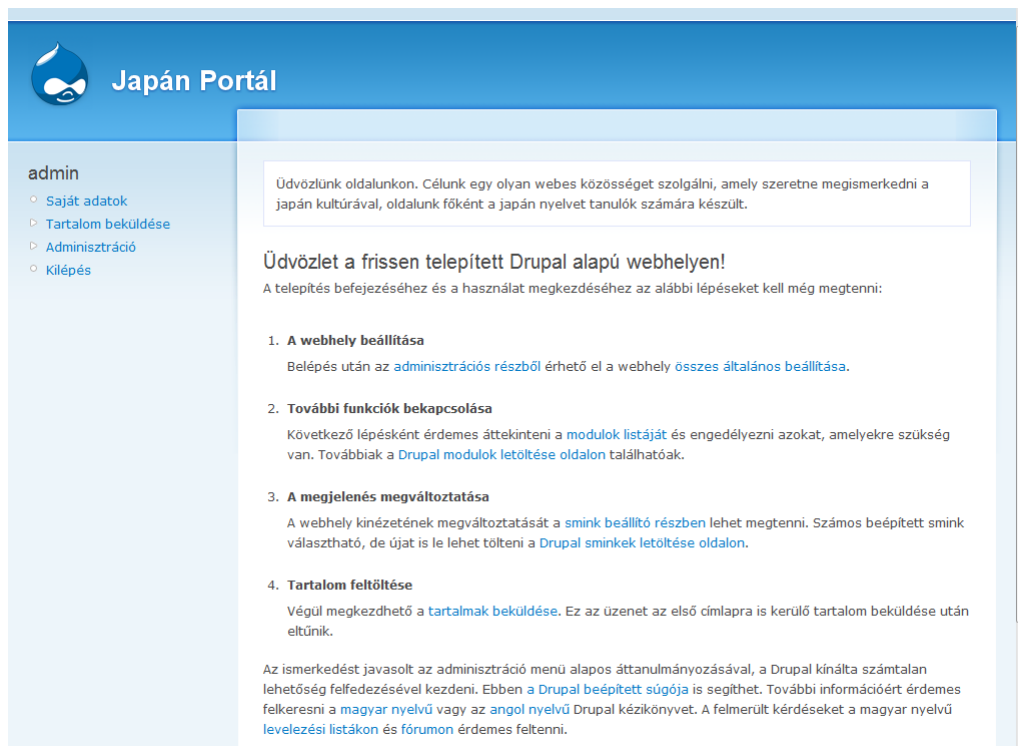 Japán Portál
admin
Saját adatok
Tartalom beküldése
Adminisztráció
Kilépés
Üdvözlünk oldalunkon. Célunk egy olyan webes közösséget szolgálni, amely szeretne megismerkedni a
japán kultúrával, oldalunk főként a japán nyelvet tanulók számára készült.
Üdvözlet a frissen telepített Drupal alapú webhelyen!
A telepítés befejezéséhez és a használat megkezdéséhez az alábbi lépéseket kell még megtenni:
1. A webhely beállítása
Belépés után az adminisztrációs részből érhető el a webhely összes általános beállítása.
2. További funkciók bekapcsolása
Következő lépésként érdemes áttekinteni a modulok listáját és engedélyezni azokat, amelyekre szükség
van. Továbbiak a Drupal modulok letöltése oldalon találhatóak.
3. A megjelenés megváltoztatása
A webhely kinézetének megváltoztatását a smink beállító részben lehet megtenni. Számos beépített smink
választható, de újat is le lehet tölteni a Drupal sminkek letöltése oldalon.
4. Tartalom feltöltése
Végül megkezdhető a tartalmak beküldése. Ez az üzenet az első címlapra is kerülő tartalom beküldése után
eltűnik.
Az ismerkedést javasolt az adminisztráció menü alapos áttanulmányozásával, a Drupal kínálta számtalan
lehetőség felfedezésével kezdeni. Ebben a Drupal beépített súgója is segíthet. További információért érdemes
felkeresni a magyar nyelvű vagy az angol nyelvű Drupal kézikönyvet. A felmerült kérdéseket a magyar nyelvű
levelezési listákon és fórumon érdemes feltenni.